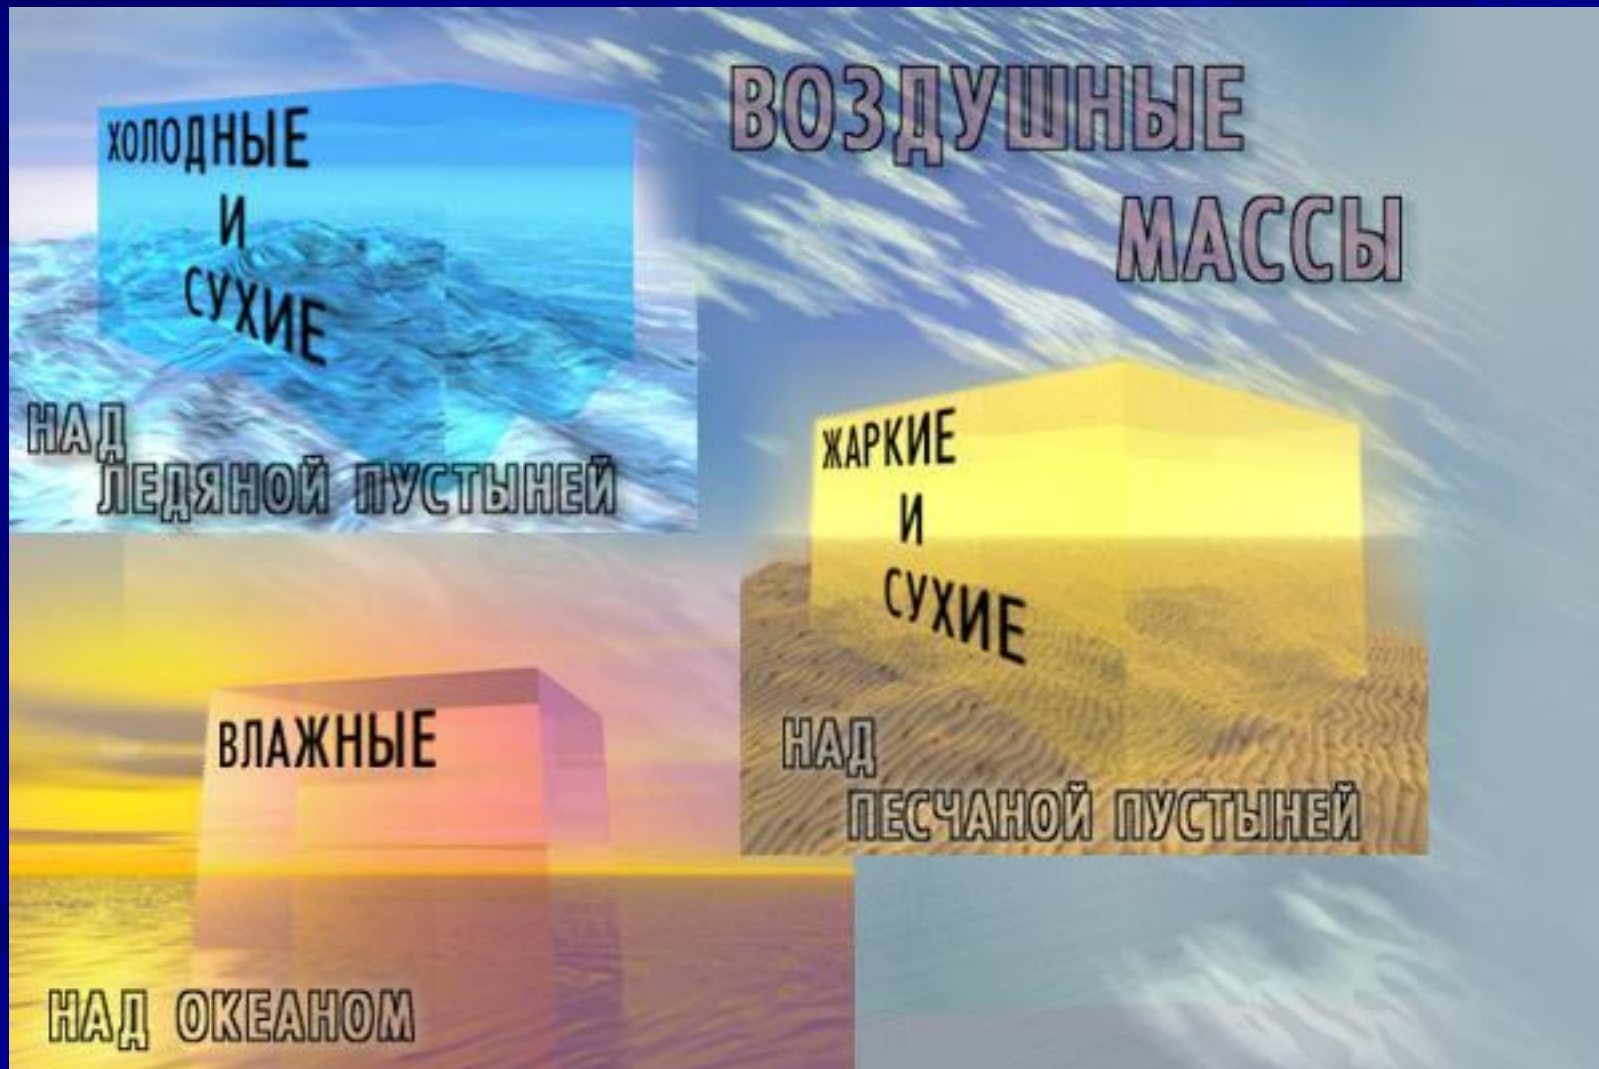 ВОЗДУШНЫЕ
МАССЫ
ХОЛОДНЫЕ
И
СУХИЕ
НАД
ЛЕДЯНОЙ ПУСТЫНЕЙ
ЖАРКИЕ
И
СУХИЕ
НАД
ПЕСЧАНОЙ ПУСТЫНЕЙ
ВЛАЖНЫЕ
НАД ОКЕАНОМ